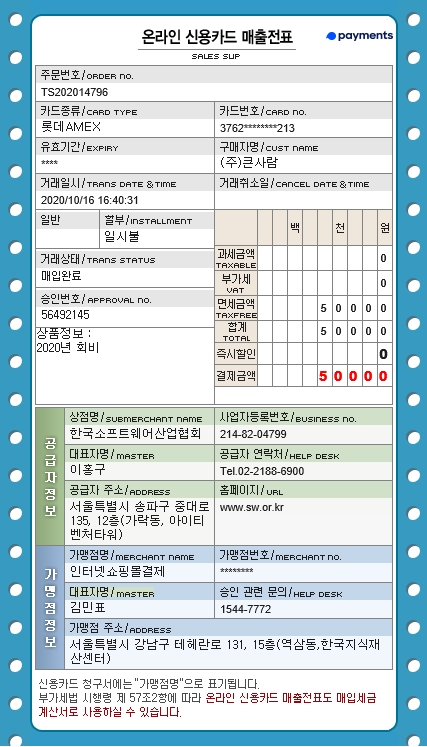 온라인 신용카드 매출전표
payments
SALES SLIP
주문번호/ORDER NO.
TS202014796
카드종류/CARD TYPE
카드번호/CARD NO.
롯데AMEX
3762********213
유효기간/EXPIRY
구매자명/CUST NAME
****
(주)큰사람
거래일시/TRANS DATE & TIME
거래취소일/CANCEL DATE & TIME
2020/10/16 16:40:31
일반
할부/INSTALLMENT
일시불
백 천 원
과세금액
TAXABLE
0
거래상태/TRANS STATUS
매입완료
부가세
VAT
0
승인번호/APPROVAL NO.
56492145
면세금액
TAXFREE
5 0 0 0 0
합계
TOTAL
5 0 0 0 0
상품정보 :
2020년 회비
즉시할인
0
결제금액
5 0 0 0 0
공급자정보
상점명/SUBMERCHANT NAME
사업자등록번호/BUSINESS NO.
한국소프트웨어산업협회
214-82-04799
대표자명/MASTER
공급자 연락처/HELP DESK
이홍구
Tel.02-2188-6900
공급자 주소/ADDRESS
홈페이지/URL
서울특별시 송파구 중대로
135, 12층(가락동, 아이티
벤처타워)
www.sw.or.kr
가맹점정보
가맹점명/MERCHANT NAME
가맹점번호/MERCHANT NO.
인터넷쇼핑몰결제
********
대표자명/MASTER
승인 관련 문의/HELP DESK
김민표
1544-7772
가맹점 주소/ADDRESS
서울특별시 강남구 테헤란로 131, 15층(역삼동,한국지식재
산센터)
신용카드 청구서에는 "가맹점명"으로 표기됩니다.
부가세법 시행령 제 57조2항에 따라 온라인 신용카드 매출전표도 매입세금
계산서로 사용하실 수 있습니다.